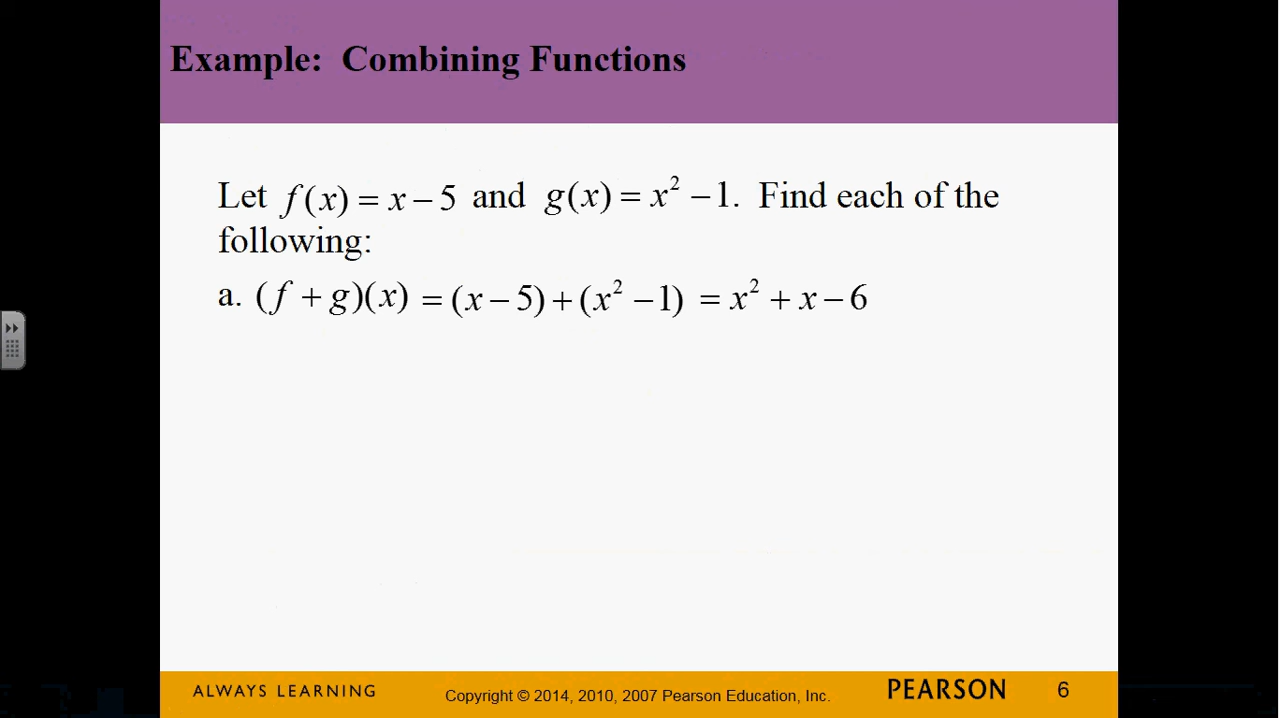 Example: Combining Functions
Let f(x) = x − 5 and g(x) = x² − 1. Find each of the
following:
a. (f + g)(x) = (x − 5) + (x² − 1) = x² + x − 6
ALWAYS LEARNING Copyright © 2014, 2010, 2007 Pearson Education, Inc. PEARSON 6